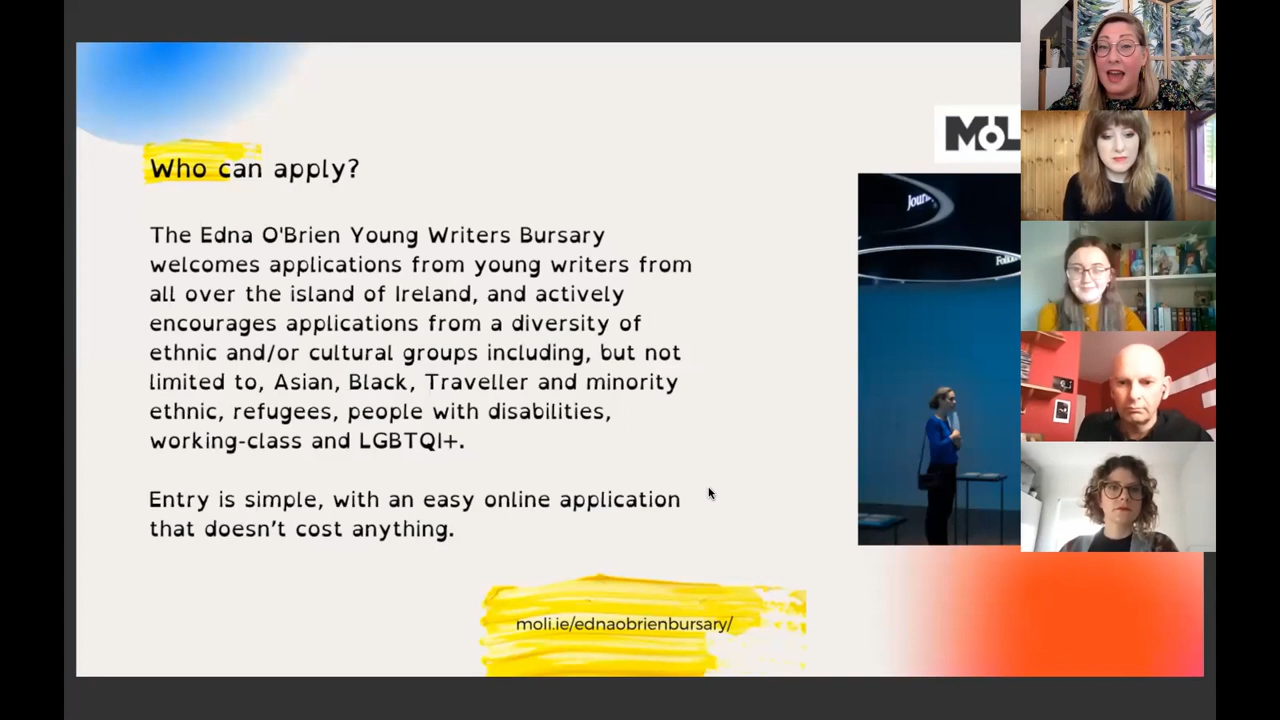 Who can apply?
The Edna O'Brien Young Writers Bursary
welcomes applications from young writers from
all over the island of Ireland, and actively
encourages applications from a diversity of
ethnic and/or cultural groups including, but not
limited to, Asian, Black, Traveller and minority
ethnic, refugees, people with disabilities,
working-class and LGBTQI+.
Entry is simple, with an easy online application
that doesn’t cost anything.
moli.ie/ednaobrienbursary/
MoL